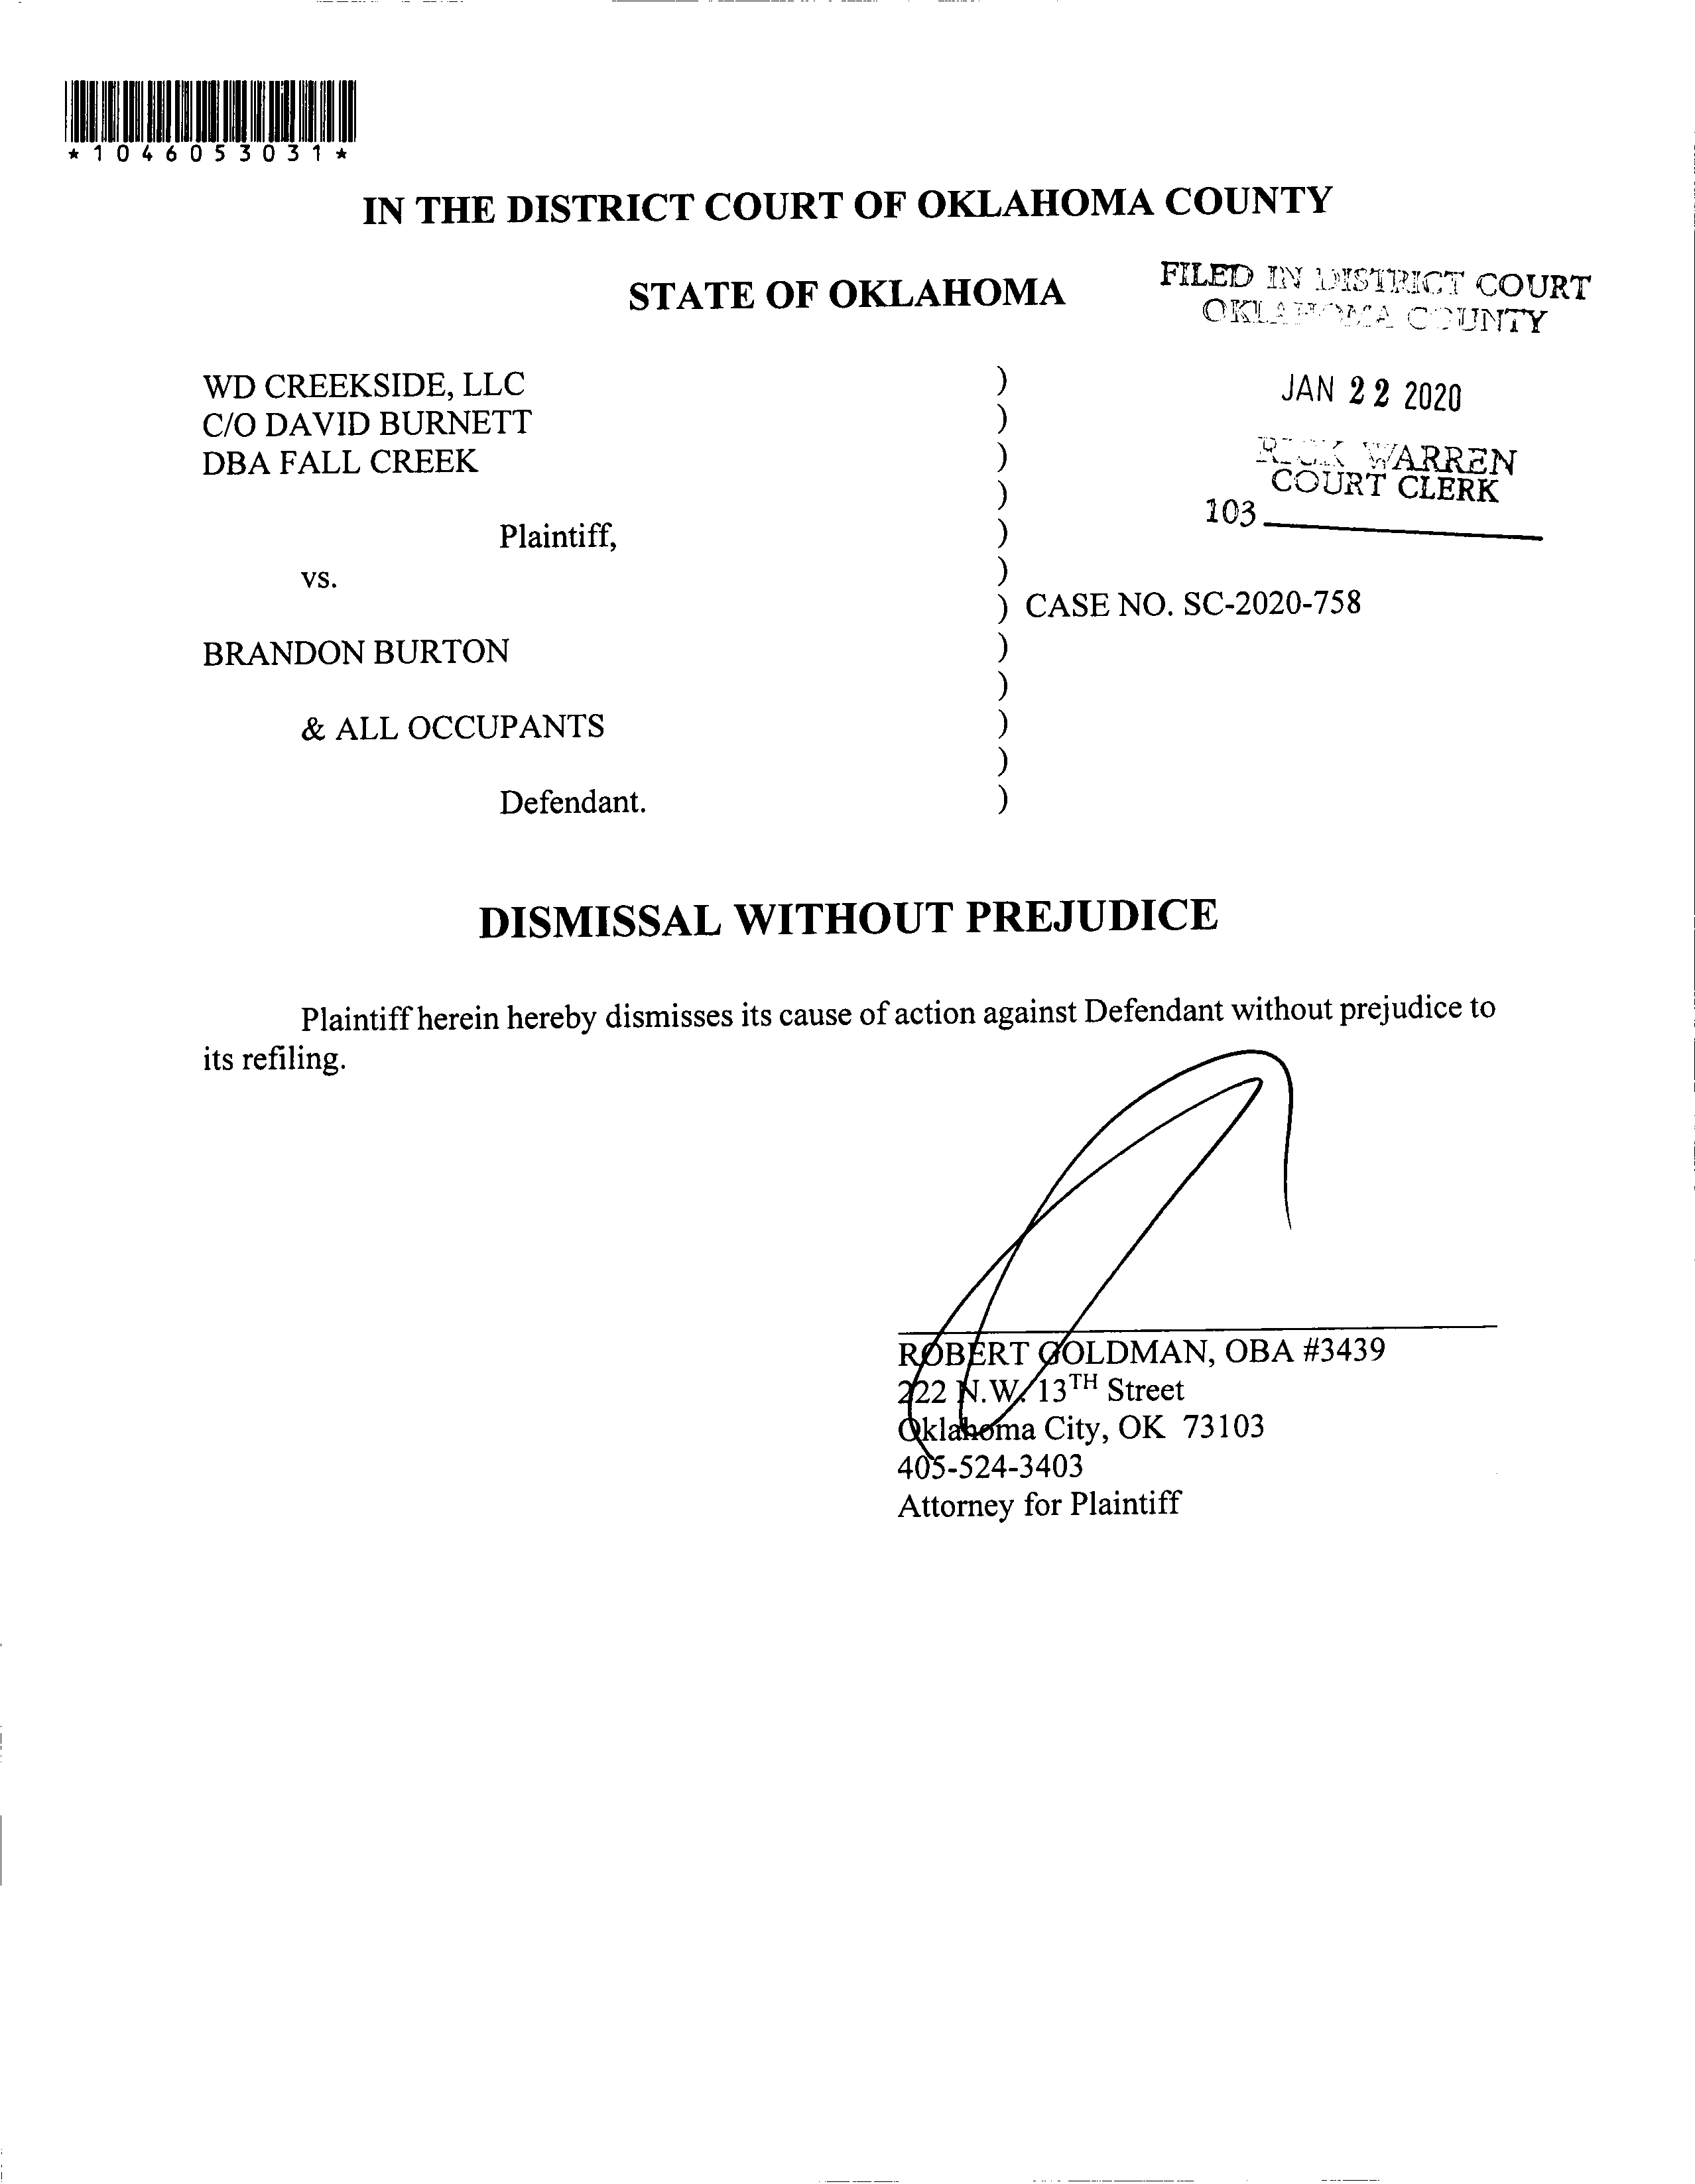 *1046053031*
IN THE DISTRICT COURT OF OKLAHOMA COUNTY
STATE OF OKLAHOMA
FILED IN DISTRICT COURT
OKLAHOMA COUNTY
JAN 22 2020
RICK WARREN
COURT CLERK
103
WD CREEKSIDE, LLC )
C/O DAVID BURNETT )
DBA FALL CREEK )
)
Plaintiff, )
vs. )
) CASE NO. SC-2020-758
BRANDON BURTON )
)
& ALL OCCUPANTS )
)
Defendant. )
DISMISSAL WITHOUT PREJUDICE
Plaintiff herein hereby dismisses its cause of action against Defendant without prejudice to
its refiling.
ROBERT GOLDMAN, OBA #3439
222 N.W. 13TH Street
Oklahoma City, OK 73103
405-524-3403
Attorney for Plaintiff